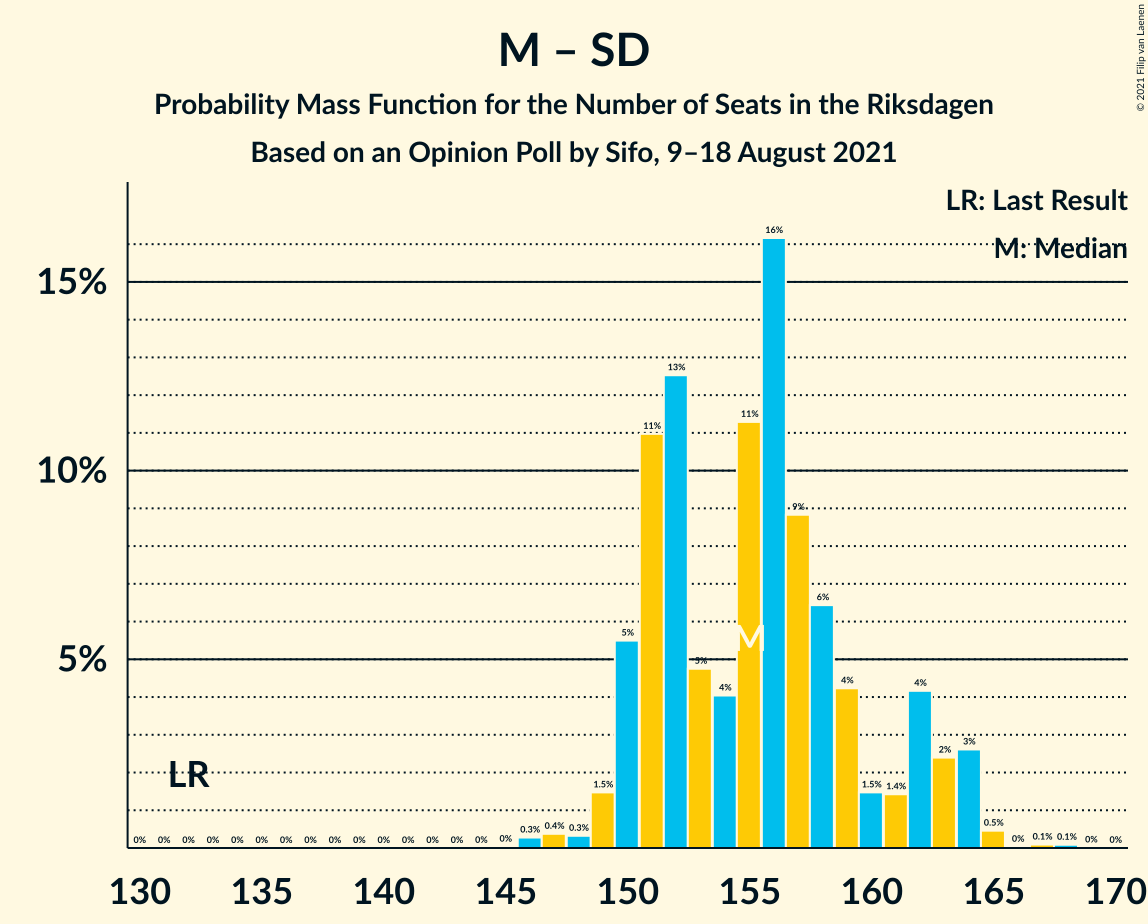 M – SD
Probability Mass Function for the Number of Seats in the Riksdagen
Based on an Opinion Poll by Sifo, 9–18 August 2021
© 2021 Filip van Laenen
LR: Last Result
M: Median
15%
10%
5%
0% 0% 0% 0% 0% 0% 0% 0% 0% 0% 0% 0% 0% 0% 0% 0% 0.3% 0.4% 0.3% 1.5% 5% 11% 13% 5% 4% 11% 16% 9% 6% 4% 1.5% 1.4% 4% 2% 3% 0.5% 0% 0.1% 0.1% 0% 0%
LR
M
130 135 140 145 150 155 160 165 170